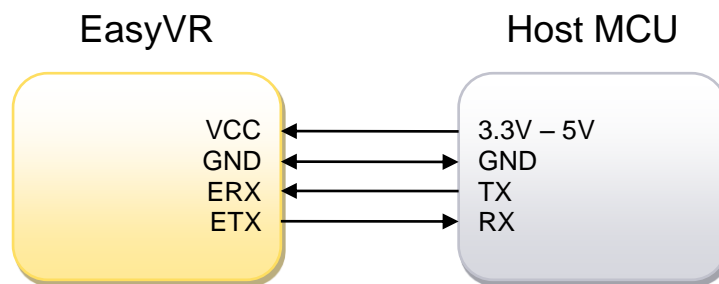 EasyVR
Host MCU
VCC
3.3V – 5V
GND
GND
ERX
TX
ETX
RX